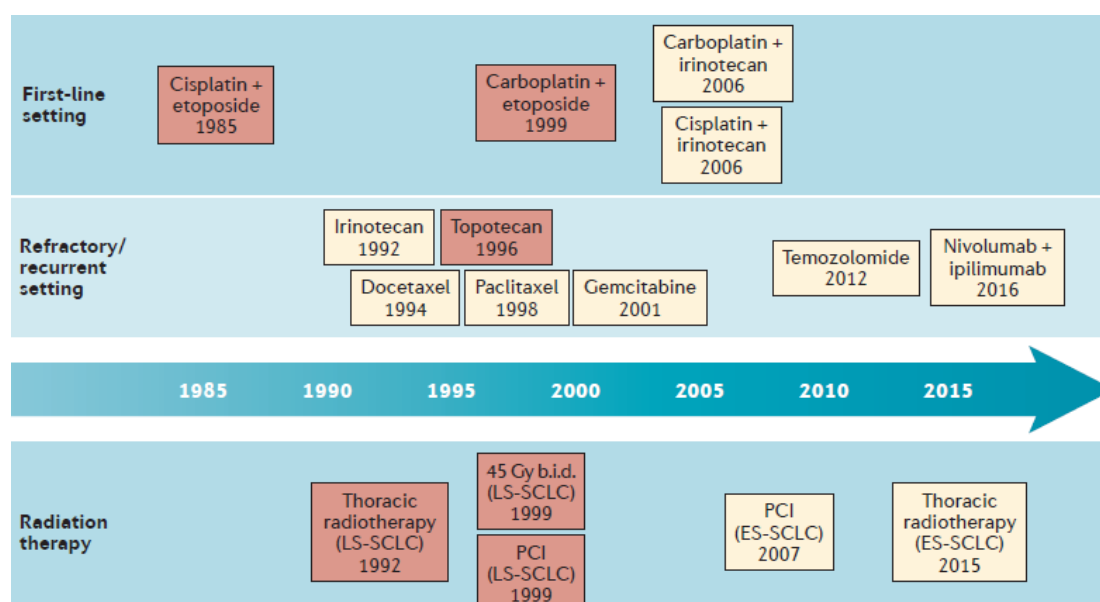 First-line
setting
Cisplatin +
etoposide
1985
Carboplatin +
etoposide
1999
Carboplatin +
irinotecan
2006
Cisplatin +
irinotecan
2006
Refractory/
recurrent
setting
Irinotecan
1992
Topotecan
1996
Docetaxel
1994
Paclitaxel
1998
Gemcitabine
2001
Temozolomide
2012
Nivolumab +
ipilimumab
2016
1985 1990 1995 2000 2005 2010 2015
Radiation
therapy
Thoracic
radiotherapy
(LS-SCLC)
1992
45 Gy b.i.d.
(LS-SCLC)
1999
PCI
(LS-SCLC)
1999
PCI
(ES-SCLC)
2007
Thoracic
radiotherapy
(ES-SCLC)
2015